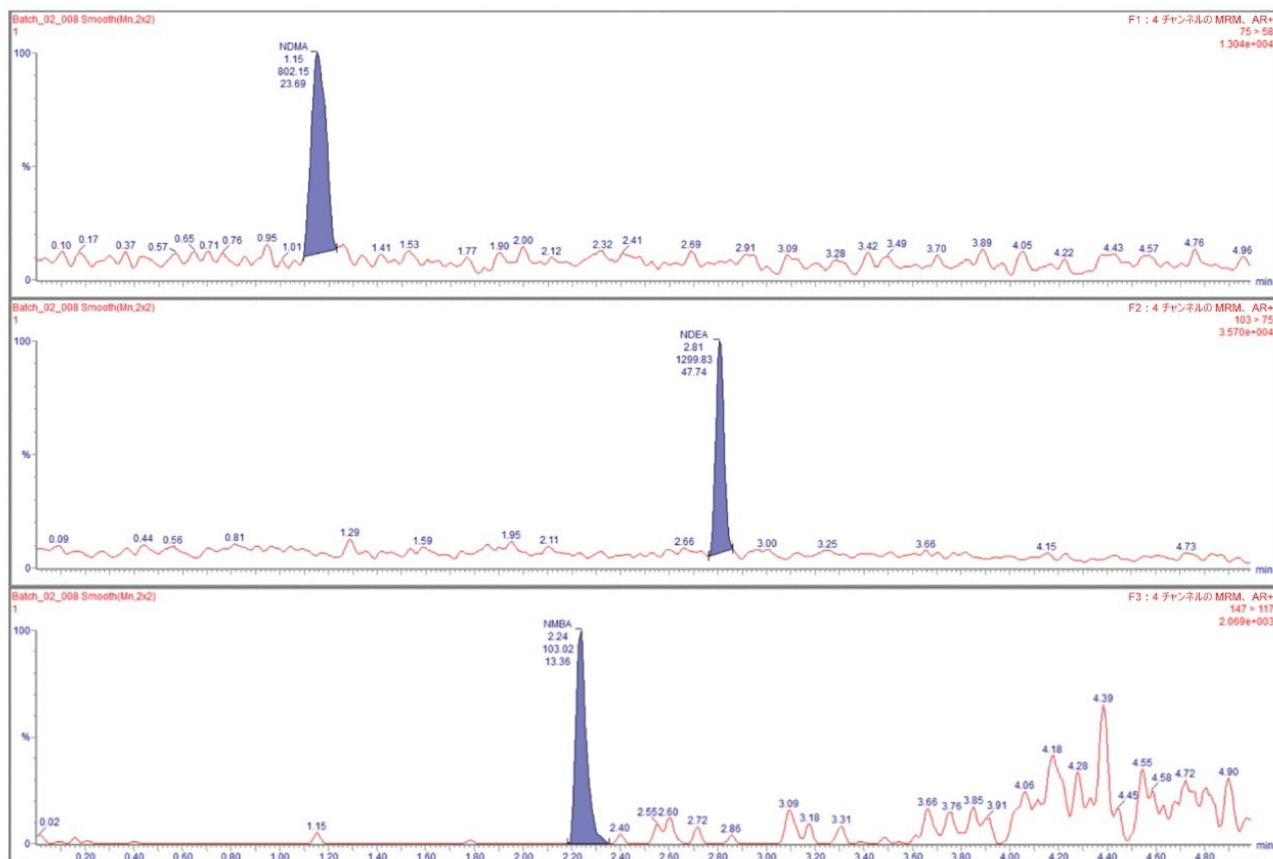 Batch_02_008 Smooth(Mn,2x2)
F1 : 4 チャンネルの MRM、AR+
1
75 > 58
1.304e+004
100
%
0
NDMA
1.15
802.15
23.69
0.10 0.17 0.37 0.57 0.65 0.71 0.76 0.95 1.01 1.41 1.53 1.77 1.90 2.00 2.12 2.32 2.41 2.69 2.91 3.09 3.28 3.42 3.49 3.70 3.89 4.05 4.22 4.43 4.57 4.76 4.96
min
Batch_02_008 Smooth(Mn,2x2)
F2 : 4 チャンネルの MRM、AR+
1
103 > 75
3.570e+004
100
%
0
NDEA
2.81
1299.83
47.74
0.09 0.44 0.56 0.81 1.29 1.59 1.95 2.11 2.66 3.00 3.25 3.66 4.15 4.73
min
Batch_02_008 Smooth(Mn,2x2)
F3 : 4 チャンネルの MRM、AR+
1
147 > 117
2.069e+003
100
%
0
NMBA
2.24
103.02
13.36
0.02 1.15 2.40 2.55 2.60 2.72 2.86 3.09 3.18 3.31 3.66 3.76 3.85 3.91 4.06 4.18 4.28 4.39 4.45 4.55 4.58 4.72 4.90
min
0.20 0.40 0.60 0.80 1.00 1.20 1.40 1.60 1.80 2.00 2.20 2.40 2.60 2.80 3.00 3.20 3.40 3.60 3.80 4.00 4.20 4.40 4.60 4.80